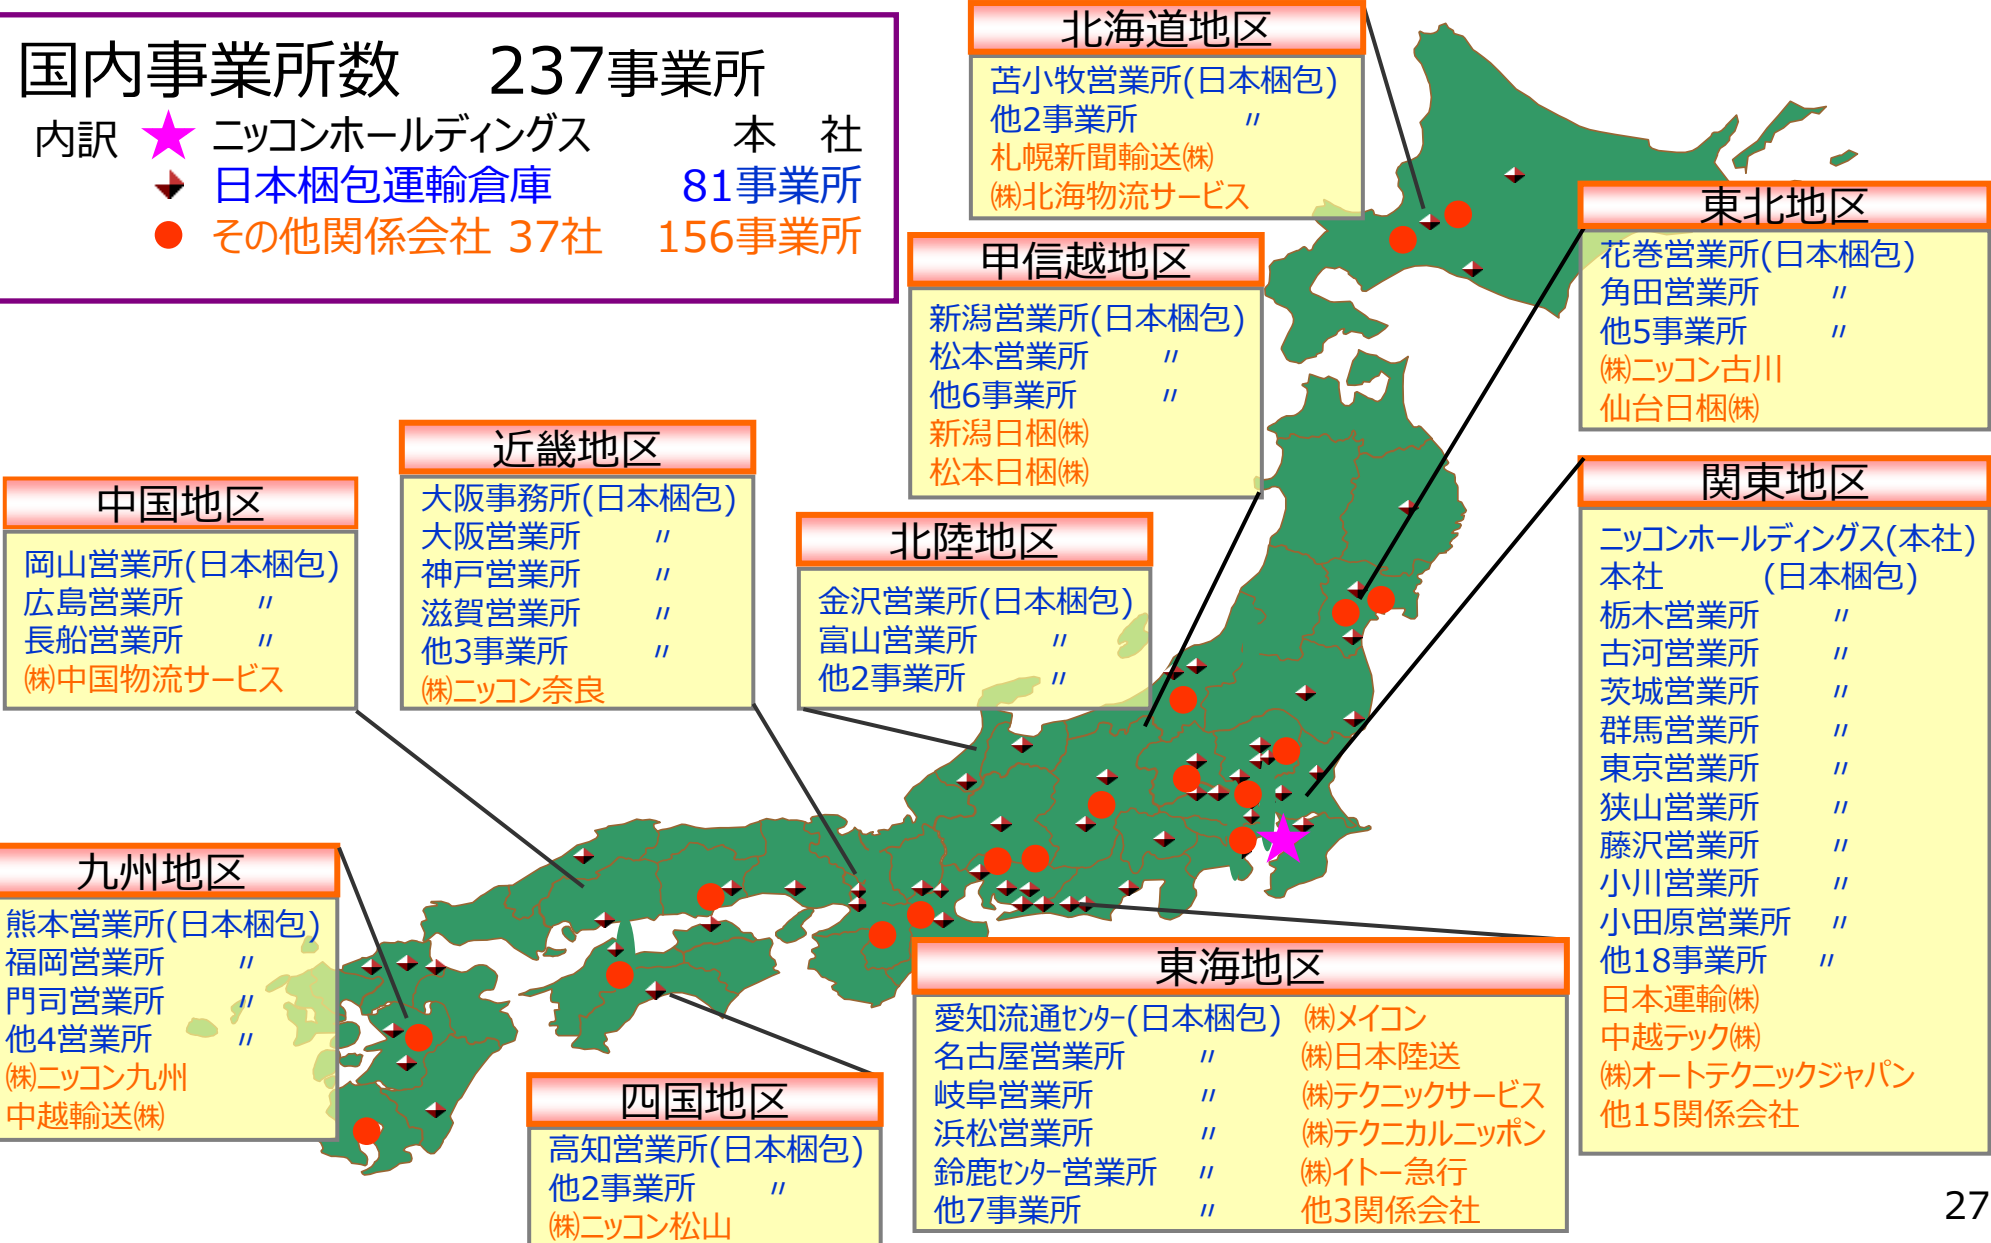 国内事業所数 237事業所
内訳 ニッコンホールディングス 本 社
日本梱包運輸倉庫 81事業所
その他関係会社 37社 156事業所
北海道地区
苫小牧営業所(日本梱包)
他2事業所 〃
札幌新聞輸送㈱
㈱北海物流サービス
東北地区
花巻営業所(日本梱包)
角田営業所 〃
他5事業所 〃
㈱ニッコン古川
仙台日梱㈱
甲信越地区
新潟営業所(日本梱包)
松本営業所 〃
他6事業所 〃
新潟日梱㈱
松本日梱㈱
近畿地区
大阪事務所(日本梱包)
大阪営業所 〃
神戸営業所 〃
滋賀営業所 〃
他3事業所 〃
㈱ニッコン奈良
中国地区
岡山営業所(日本梱包)
広島営業所 〃
長船営業所 〃
㈱中国物流サービス
北陸地区
金沢営業所(日本梱包)
富山営業所 〃
他2事業所 〃
関東地区
ニッコンホールディングス(本社)
本社 (日本梱包)
栃木営業所 〃
古河営業所 〃
茨城営業所 〃
群馬営業所 〃
東京営業所 〃
狭山営業所 〃
藤沢営業所 〃
小川営業所 〃
小田原営業所 〃
他18事業所 〃
日本運輸㈱
中越テック㈱
㈱オートテクニックジャパン
他15関係会社
九州地区
熊本営業所(日本梱包)
福岡営業所 〃
門司営業所 〃
他4営業所 〃
㈱ニッコン九州
中越輸送㈱
四国地区
高知営業所(日本梱包)
他2事業所 〃
㈱ニッコン松山
東海地区
愛知流通センター(日本梱包) ㈱メイコン
名古屋営業所 〃 ㈱日本陸送
岐阜営業所 〃 ㈱テクニックサービス
浜松営業所 〃 ㈱テクニカルニッポン
鈴鹿センター営業所 〃 ㈱イトー急行
他7事業所 〃 他3関係会社
27